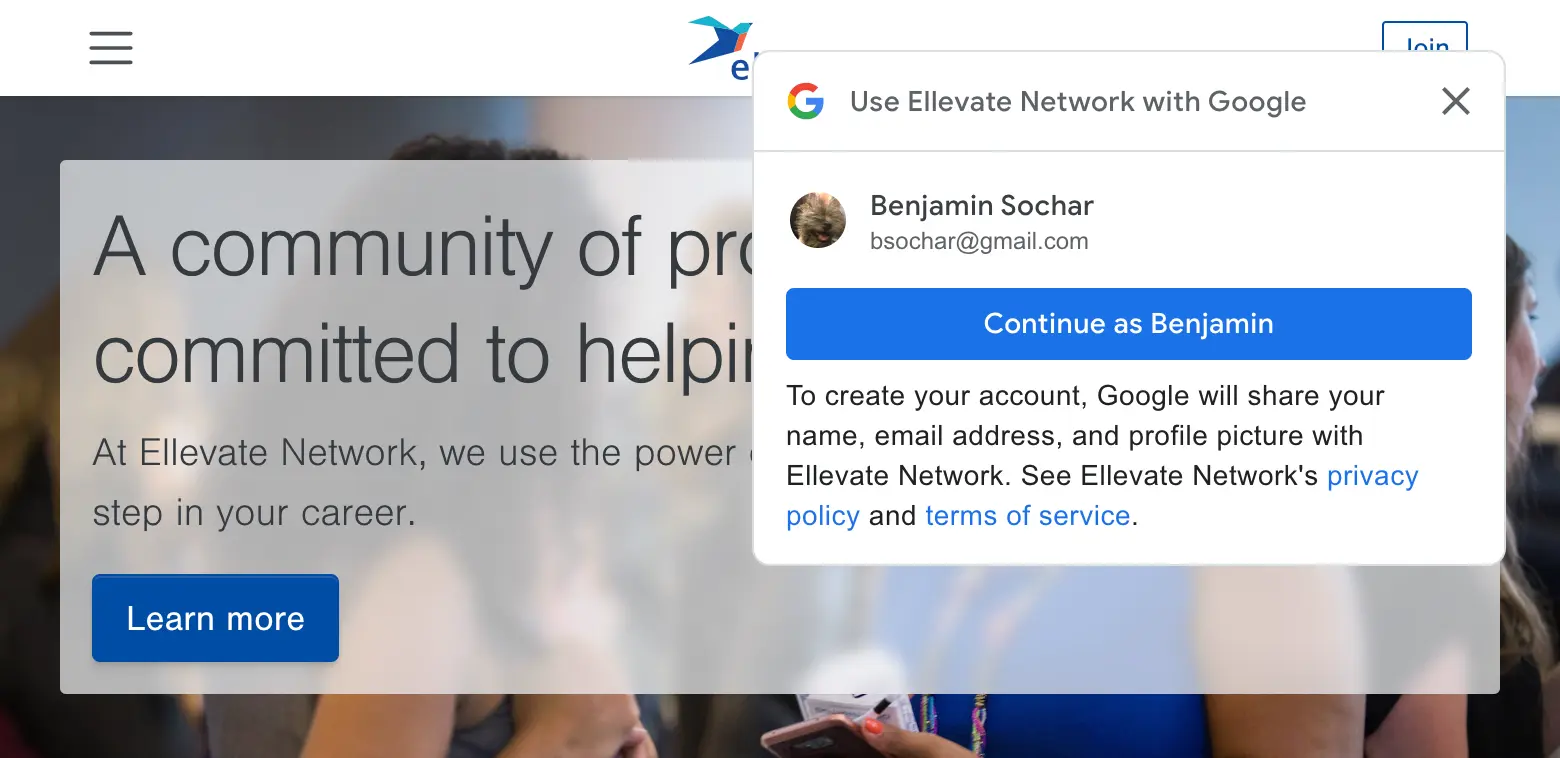 Join
Use Ellevate Network with Google
Benjamin Sochar
bsochar@gmail.com
Continue as Benjamin
To create your account, Google will share your
name, email address, and profile picture with
Ellevate Network. See Ellevate Network's privacy
policy and terms of service.
A community of
committed to
At Ellevate Network, we use the power
step in your career.
Learn more